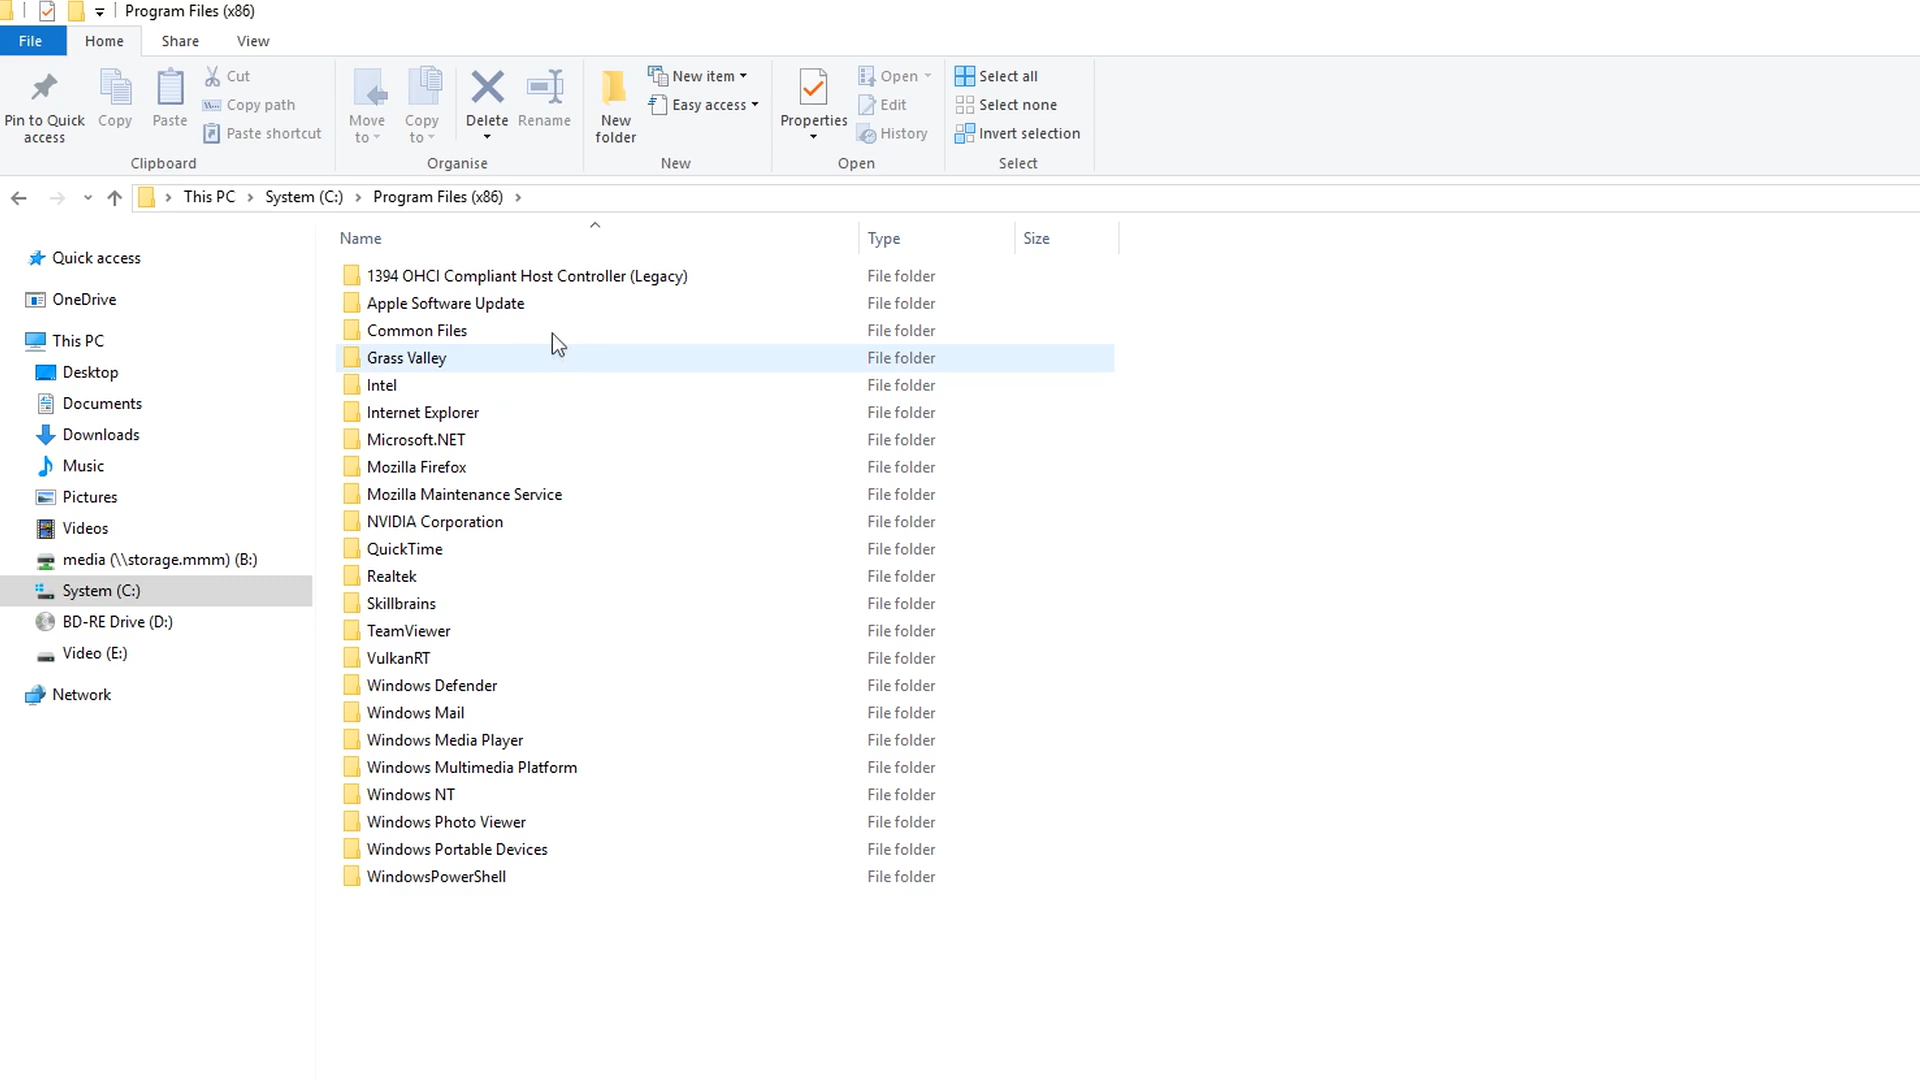 Program Files (x86)
File Home Share View
Pin to Quick access
Copy
Paste
Cut
Copy path
Paste shortcut
Clipboard
Move to
Copy to
Delete
Rename
Organise
New folder
New item
Easy access
New
Properties
Open
Edit
History
Open
Select all
Select none
Invert selection
Select
This PC System (C:) Program Files (x86)
Quick access
OneDrive
This PC
Desktop
Documents
Downloads
Music
Pictures
Videos
media (\\storage.mmm) (B:)
System (C:)
BD-RE Drive (D:)
Video (E:)
Network
Name Type Size
1394 OHCI Compliant Host Controller (Legacy) File folder
Apple Software Update File folder
Common Files File folder
Grass Valley File folder
Intel File folder
Internet Explorer File folder
Microsoft.NET File folder
Mozilla Firefox File folder
Mozilla Maintenance Service File folder
NVIDIA Corporation File folder
QuickTime File folder
Realtek File folder
Skillbrains File folder
TeamViewer File folder
VulkanRT File folder
Windows Defender File folder
Windows Mail File folder
Windows Media Player File folder
Windows Multimedia Platform File folder
Windows NT File folder
Windows Photo Viewer File folder
Windows Portable Devices File folder
WindowsPowerShell File folder